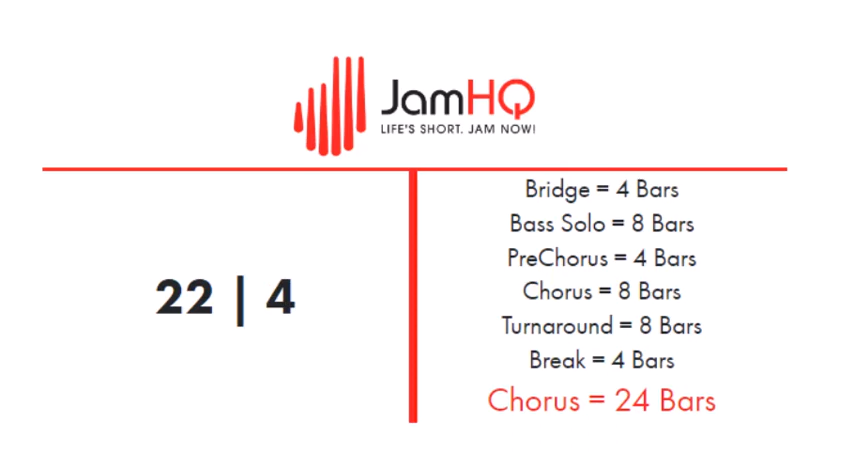 JamHQ
LIFE'S SHORT. JAM NOW!
22 | 4
Bridge = 4 Bars
Bass Solo = 8 Bars
PreChorus = 4 Bars
Chorus = 8 Bars
Turnaround = 8 Bars
Break = 4 Bars
Chorus = 24 Bars